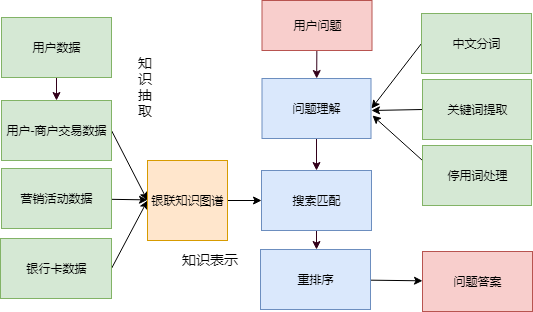 用户问题
用户数据
中文分词
知识抽取
问题理解
关键词提取
用户-商户交易数据
停用词处理
营销活动数据
银联知识图谱
搜素匹配
知识表示
银行卡数据
重排序
问题答案